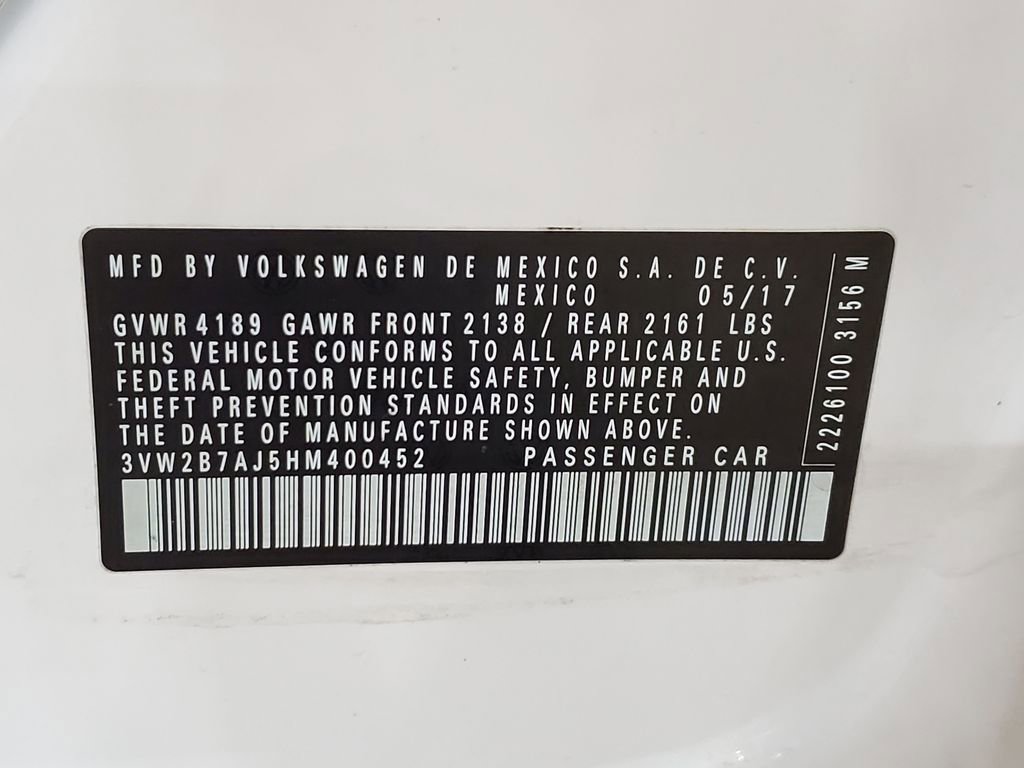 MFD BY VOLKSWAGEN DE MEXICO S.A. DE C.V.
MEXICO 05/17
GVWR 4189 GAWR FRONT 2138 / REAR 2161 LBS
THIS VEHICLE CONFORMS TO ALL APPLICABLE U.S.
FEDERAL MOTOR VEHICLE SAFETY, BUMPER AND
THEFT PREVENTION STANDARDS IN EFFECT ON
THE DATE OF MANUFACTURE SHOWN ABOVE.
3VW2B7AJ5HM400452 PASSENGER CAR
2226100 3156 M